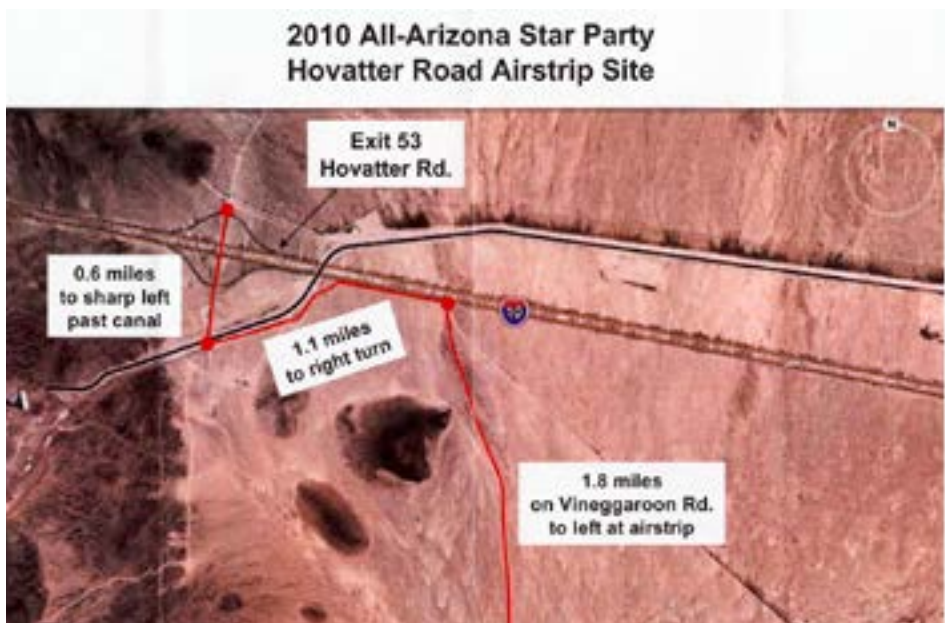 2010 All-Arizona Star Party
Hovatter Road Airstrip Site
N
Exit 53
Hovatter Rd.
0.6 miles
to sharp left
past canal
1.1 miles
to right turn
1.8 miles
on Vineggaroon Rd.
to left at airstrip